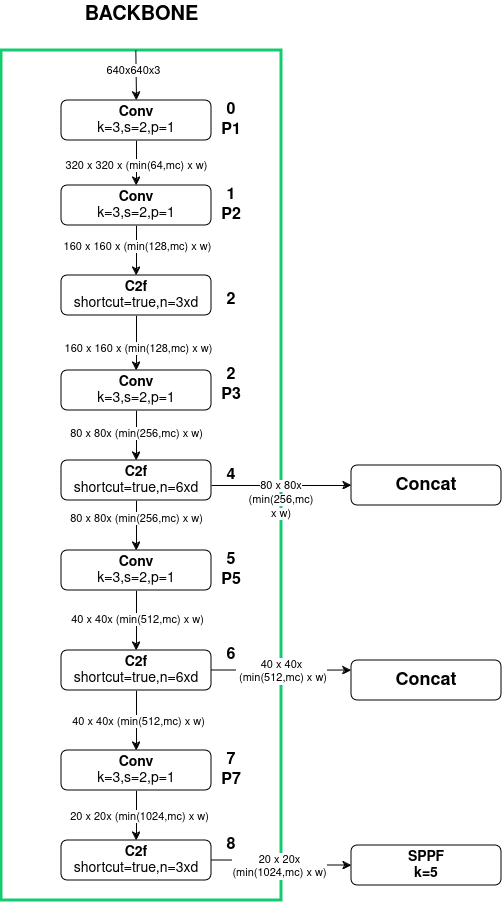 BACKBONE
640x640x3
Conv
k=3,s=2,p=1
0
P1
320 x 320 x (min(64,mc) x w)
Conv
k=3,s=2,p=1
1
P2
160 x 160 x (min(128,mc) x w)
C2f
shortcut=true,n=3xd
2
160 x 160 x (min(128,mc) x w)
Conv
k=3,s=2,p=1
2
P3
80 x 80x (min(256,mc) x w)
C2f
shortcut=true,n=6xd
4
80 x 80x
(min(256,mc)
x w)
Concat
80 x 80x (min(256,mc) x w)
Conv
k=3,s=2,p=1
5
P5
40 x 40x (min(512,mc) x w)
C2f
shortcut=true,n=6xd
6
40 x 40x
(min(512,mc) x w)
Concat
40 x 40x (min(512,mc) x w)
Conv
k=3,s=2,p=1
7
P7
20 x 20x (min(1024,mc) x w)
C2f
shortcut=true,n=3xd
8
20 x 20x
(min(1024,mc) x w)
SPPF
k=5